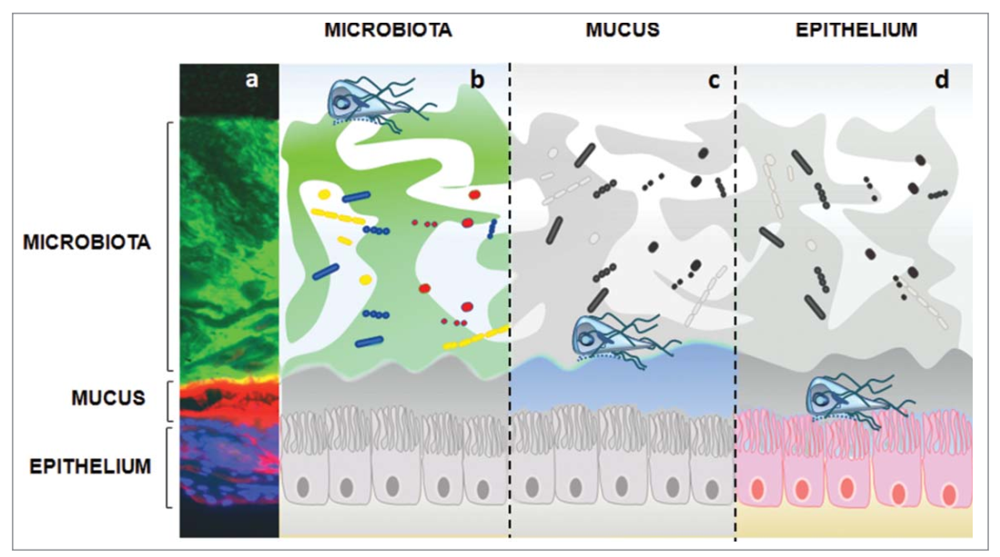 MICROBIOTA
MUCUS
EPITHELIUM
a
b
c
d
MICROBIOTA
MUCUS
EPITHELIUM